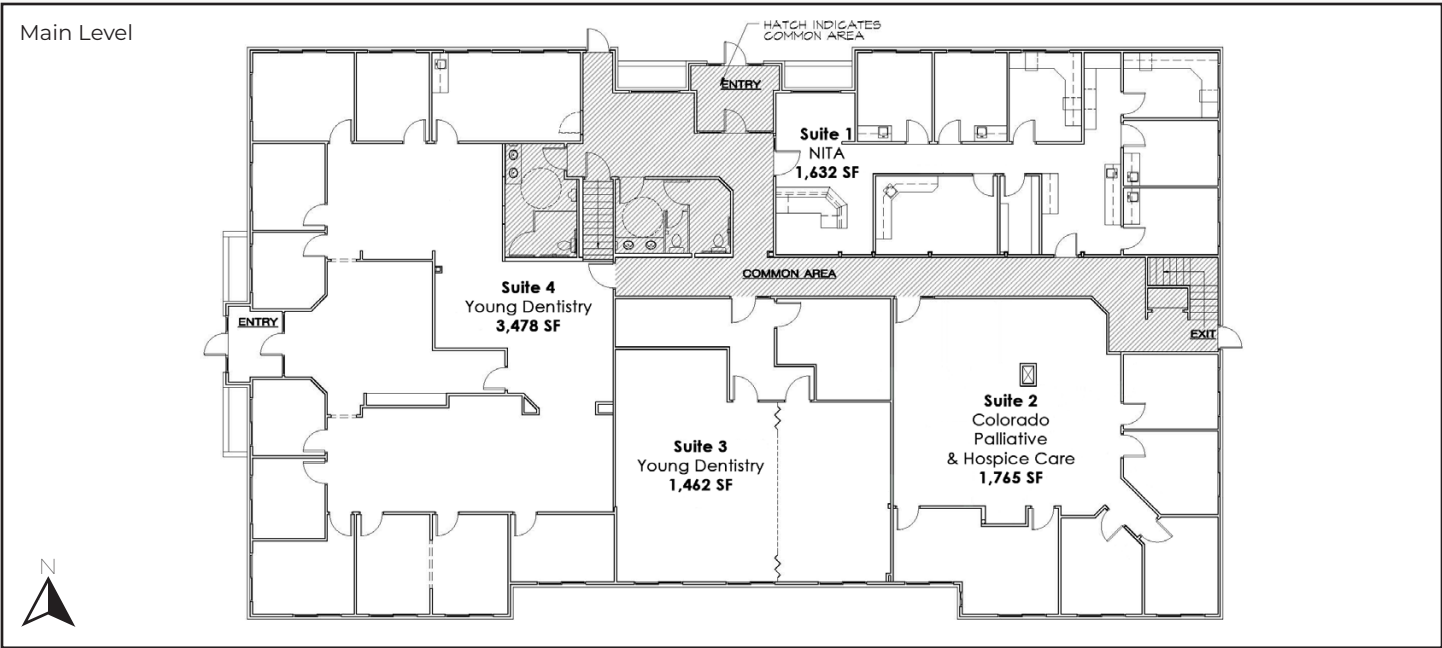 Main Level
HATCH INDICATES
COMMON AREA
ENTRY
Suite 1
NITA
1,632 SF
COMMON AREA
Suite 4
Young Dentistry
3,478 SF
ENTRY
EXIT
Suite 2
Colorado
Palliative
& Hospice Care
1,765 SF
Suite 3
Young Dentistry
1,462 SF
N